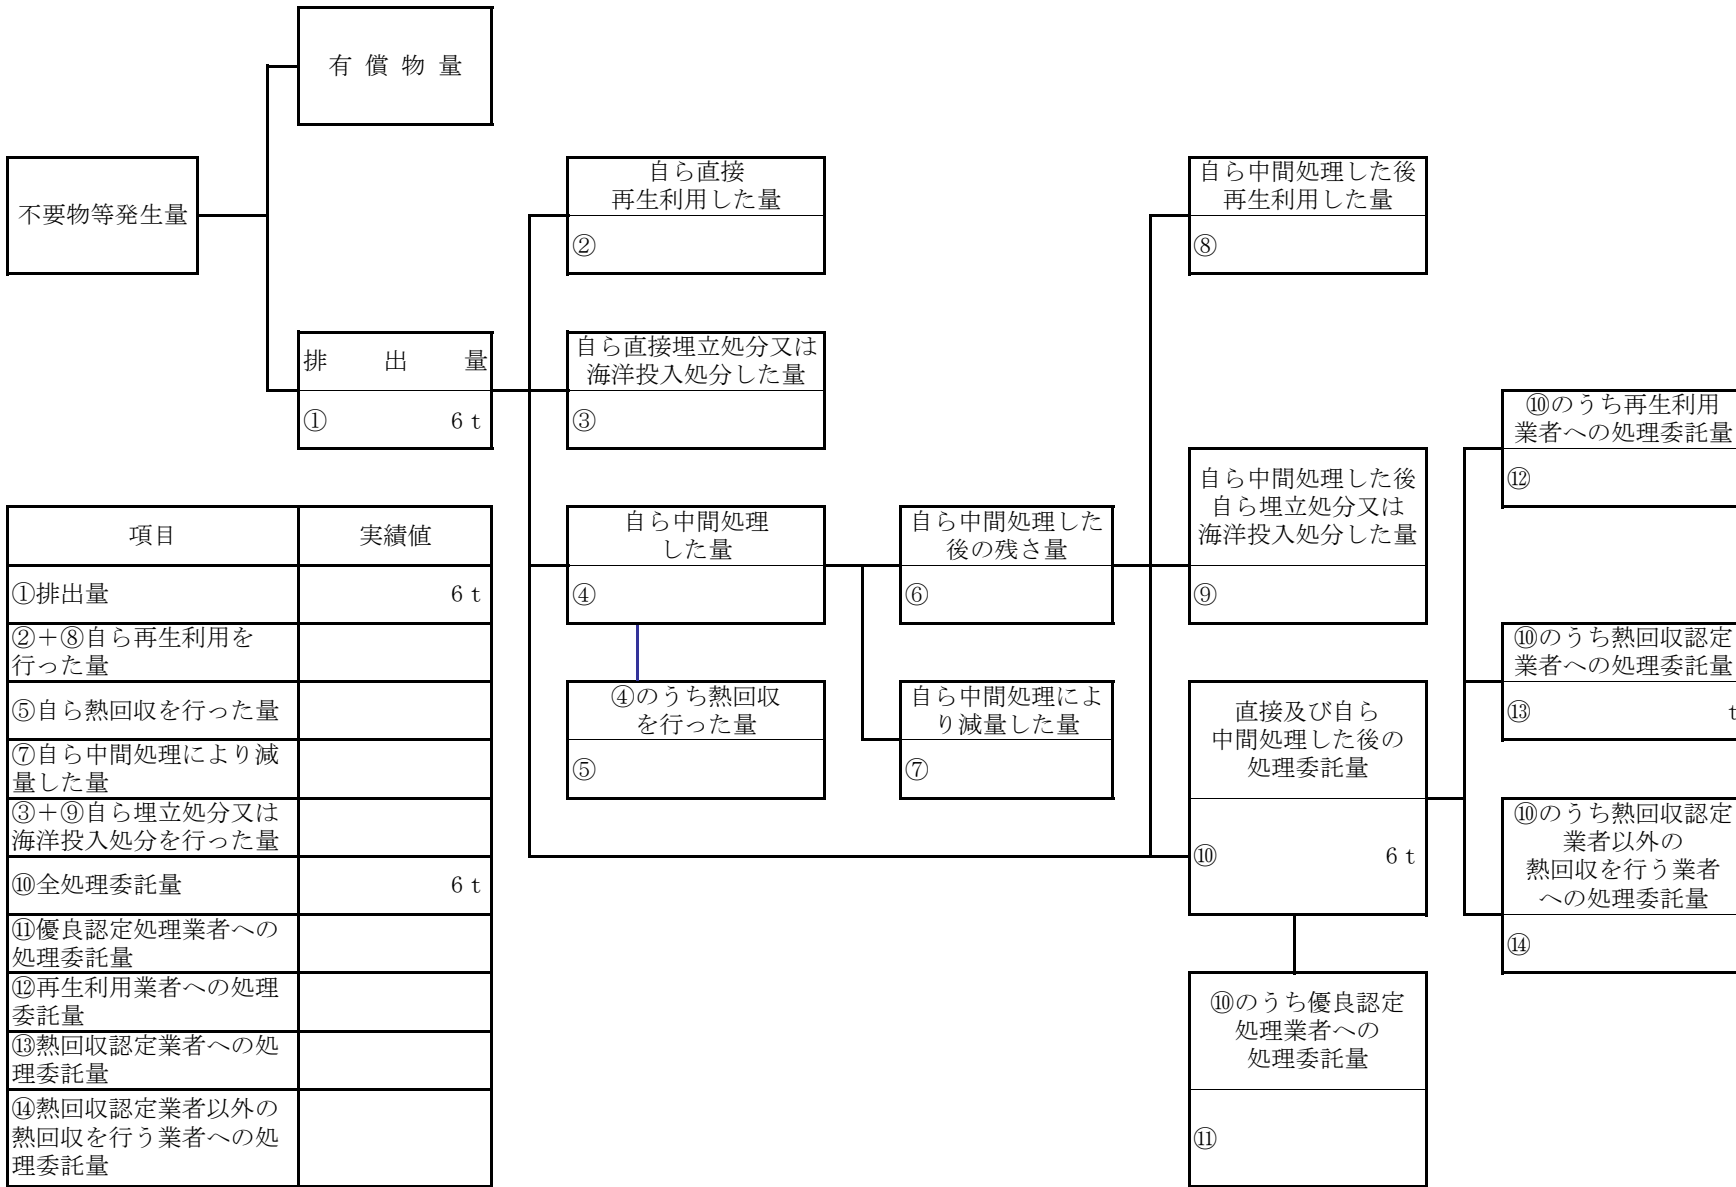 有 償 物 量
不要物等発生量
自ら直接
再生利用した量
②
自ら中間処理した後
再生利用した量
⑧
排 出 量
① 6 t
自ら直接埋立処分又は
海洋投入処分した量
③
⑩のうち再生利用
業者への処理委託量
⑫
自ら中間処理した後
自ら埋立処分又は
海洋投入処分した量
⑨
自ら中間処理
した量
④
自ら中間処理した
後の残さ量
⑥
④のうち熱回収
を行った量
⑤
自ら中間処理によ
り減量した量
⑦
⑩のうち熱回収認定
業者への処理委託量
⑬ t
直接及び自ら
中間処理した後の
処理委託量
⑩ 6 t
⑩のうち熱回収認定
業者以外の
熱回収を行う業者
への処理委託量
⑭
⑩のうち優良認定
処理業者への
処理委託量
⑪
項目 実績値
①排出量 6 t
②＋⑧自ら再生利用を
行った量
⑤自ら熱回収を行った量
⑦自ら中間処理により減
量した量
③＋⑨自ら埋立処分又は
海洋投入処分を行った量
⑩全処理委託量 6 t
⑪優良認定処理業者への
処理委託量
⑫再生利用業者への処理
委託量
⑬熱回収認定業者への処
理委託量
⑭熱回収認定業者以外の
熱回収を行う業者への処
理委託量